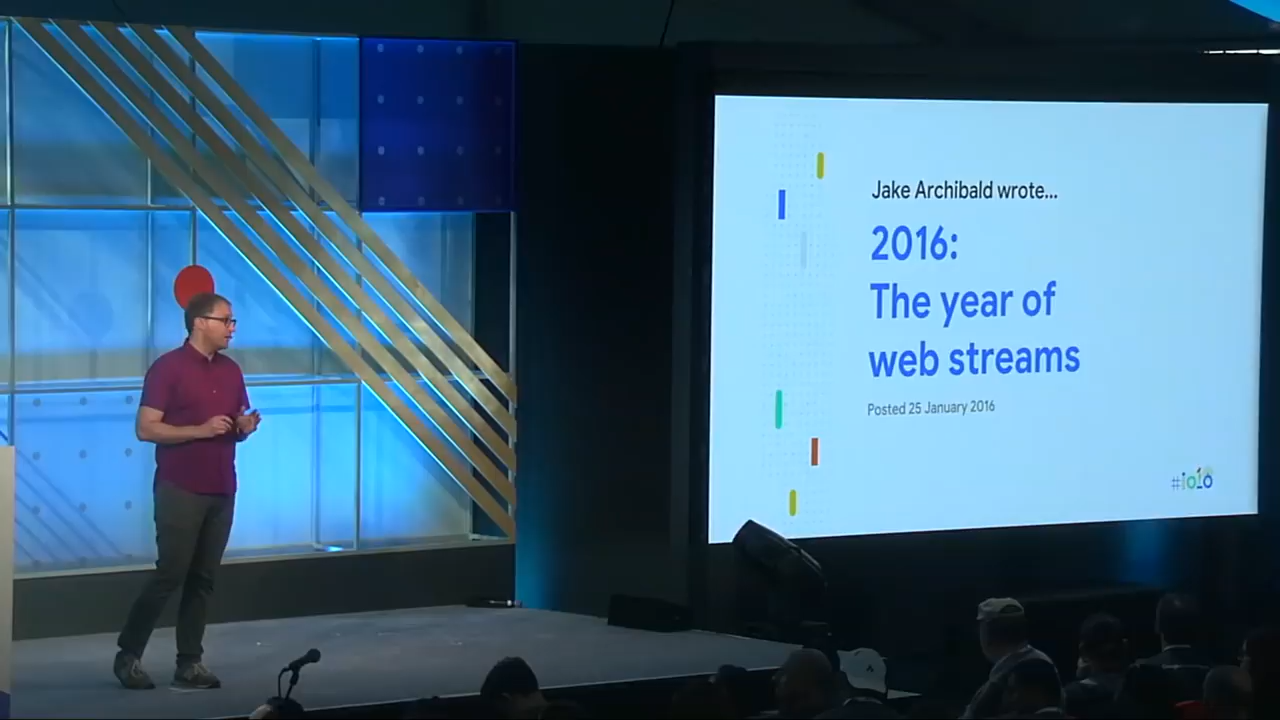 Jake Archibald wrote...
2016:
The year of
web streams
Posted 25 January 2016
#io18